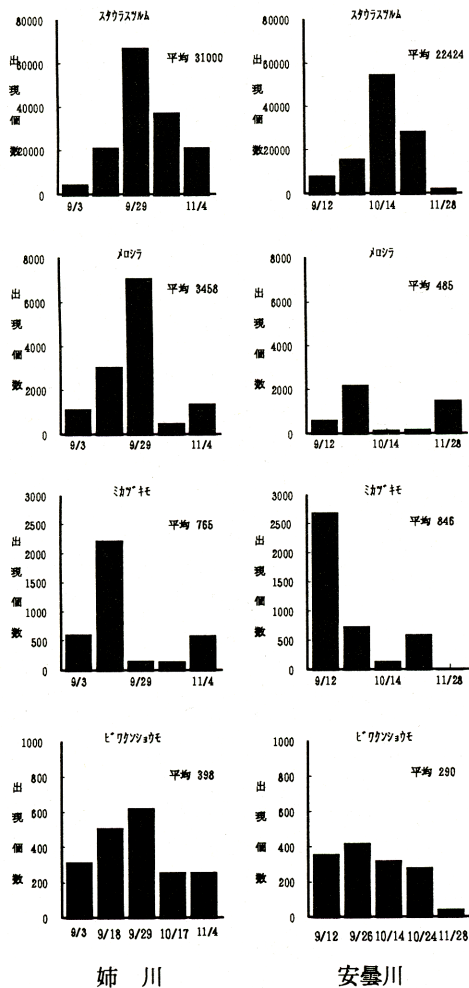 スタウラスツルム
80000
60000
40000
20000
0
出現個数
平均 31000
9/3 9/29 11/4
スタウラスツルム
80000
60000
40000
20000
0
出現個数
平均 22424
9/12 10/14 11/28
メロシラ
8000
6000
4000
2000
0
出現個数
平均 3458
9/3 9/29 11/4
メロシラ
8000
6000
4000
2000
0
出現個数
平均 485
9/12 10/14 11/28
ミカヅキモ
3000
2500
2000
1500
1000
500
0
出現個数
平均 765
9/3 9/29 11/4
ミカヅキモ
3000
2500
2000
1500
1000
500
0
出現個数
平均 846
9/12 10/14 11/28
ビワクンショウモ
1000
800
600
400
200
0
出現個数
平均 398
9/3 9/18 9/29 10/17 11/4
ビワクンショウモ
1000
800
600
400
200
0
出現個数
平均 290
9/12 9/26 10/14 10/24 11/28
姉 川
安曇川